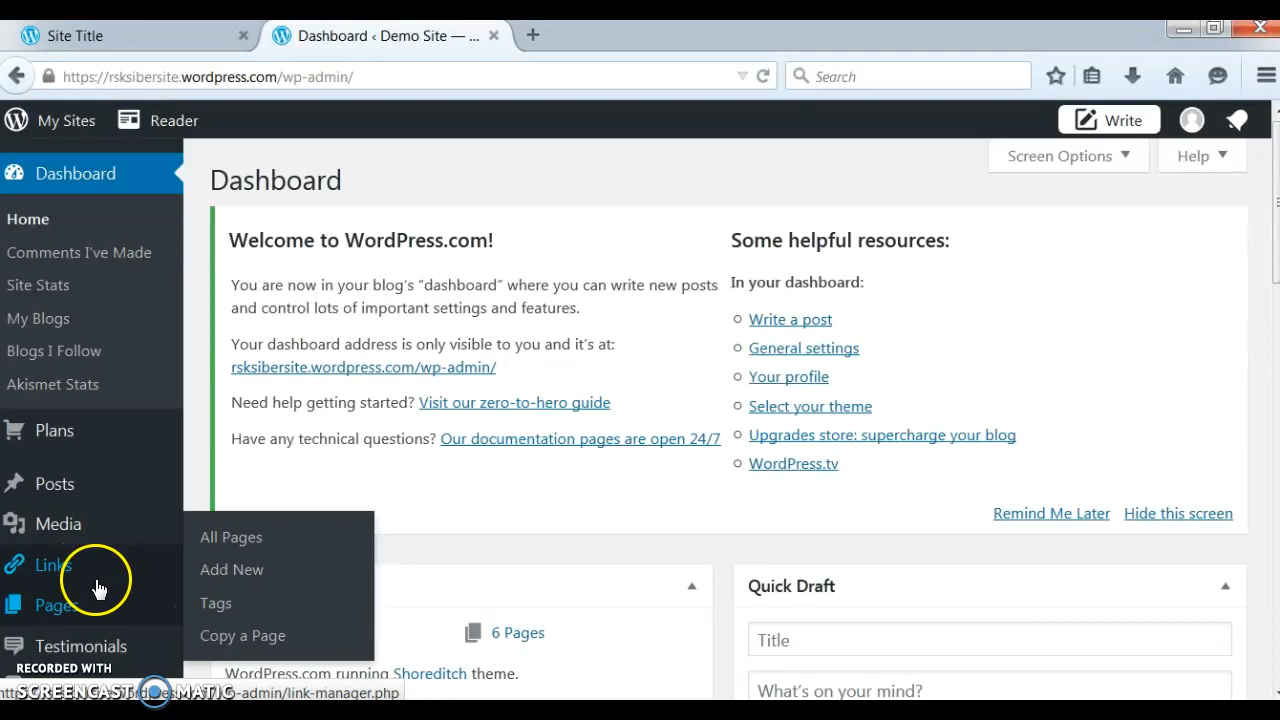 Site Title
Dashboard ‹ Demo Site — ...
https://rsksibersite.wordpress.com/wp-admin/
Search
My Sites
Reader
Write
Dashboard
Home
Comments I've Made
Site Stats
My Blogs
Blogs I Follow
Akismet Stats
Plans
Posts
Media
Links
Pages
Testimonials
All Pages
Add New
Tags
Copy a Page
Screen Options
Help
Dashboard
Welcome to WordPress.com!
You are now in your blog's “dashboard” where you can write new posts
and control lots of important settings and features.
Your dashboard address is only visible to you and it's at:
rsksibersite.wordpress.com/wp-admin/
Need help getting started? Visit our zero-to-hero guide
Have any technical questions? Our documentation pages are open 24/7
Some helpful resources:
In your dashboard:
Write a post
General settings
Your profile
Select your theme
Upgrades store: supercharge your blog
WordPress.tv
Remind Me Later
Hide this screen
6 Pages
WordPress.com running Shoreditch theme.
Quick Draft
Title
What's on your mind?
RECORDED WITH
SCREENCAST MATIC
-admin/link-manager.php